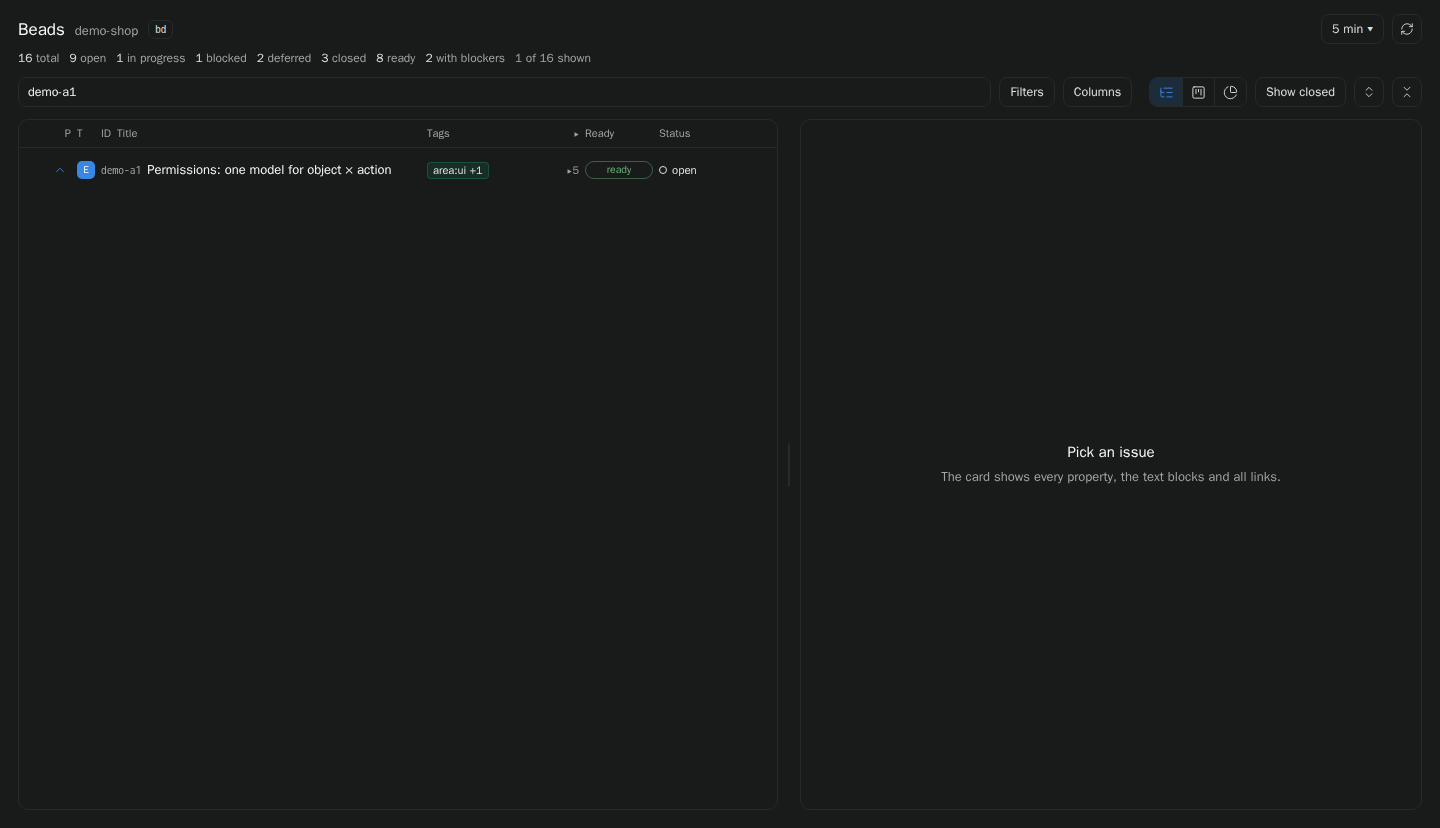 Beads demo-shop bd
5 min ▾
16 total 9 open 1 in progress 1 blocked 2 deferred 3 closed 8 ready 2 with blockers 1 of 16 shown
demo-a1
Filters
Columns
Show closed
P T ID Title Tags ▸ Ready Status
E demo-a1 Permissions: one model for object × action area:ui +1 ▸5 ready open
Pick an issue
The card shows every property, the text blocks and all links.